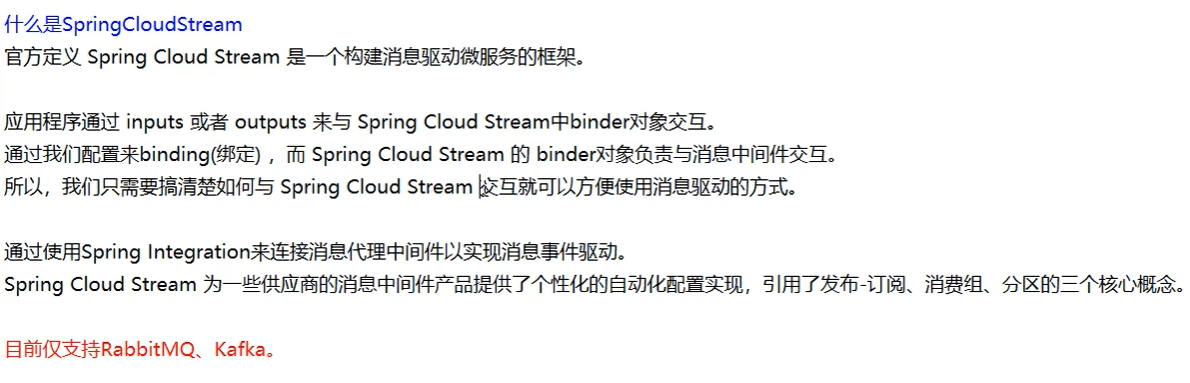 什么是SpringCloudStream
官方定义 Spring Cloud Stream 是一个构建消息驱动微服务的框架。
应用程序通过 inputs 或者 outputs 来与 Spring Cloud Stream中binder对象交互。
通过我们配置来binding(绑定) ，而 Spring Cloud Stream 的 binder对象负责与消息中间件交互。
所以，我们只需要搞清楚如何与 Spring Cloud Stream 交互就可以方便使用消息驱动的方式。
通过使用Spring Integration来连接消息代理中间件以实现消息事件驱动。
Spring Cloud Stream 为一些供应商的消息中间件产品提供了个性化的自动化配置实现，引用了发布-订阅、消费组、分区的三个核心概念。
目前仅支持RabbitMQ、Kafka。